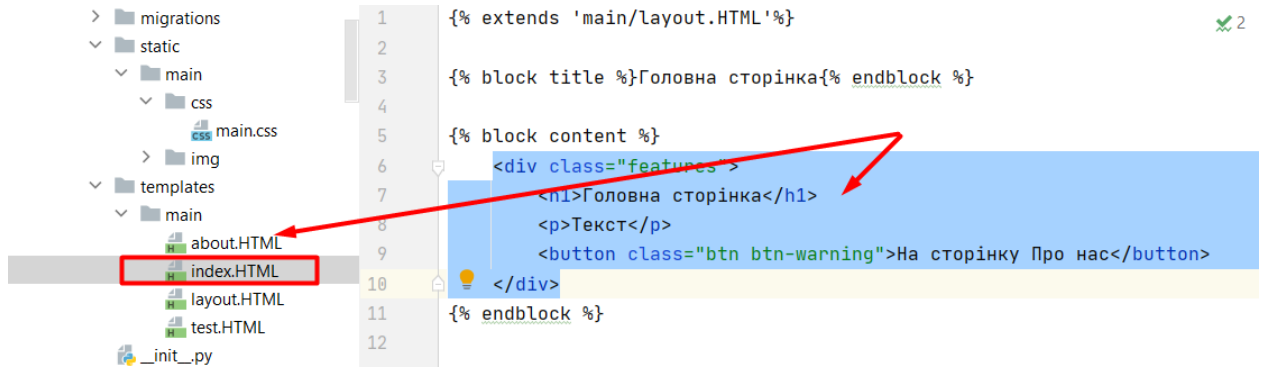 migrations
static
main
css
main.css
img
templates
main
about.HTML
index.HTML
layout.HTML
test.HTML
__init__.py
1 {% extends 'main/layout.HTML'%}
2
3 {% block title %}Головна сторінка{% endblock %}
4
5 {% block content %}
6 <div class="features">
7 <h1>Головна сторінка</h1>
8 <p>Текст</p>
9 <button class="btn btn-warning">На сторінку Про нас</button>
10 </div>
11 {% endblock %}
12
2